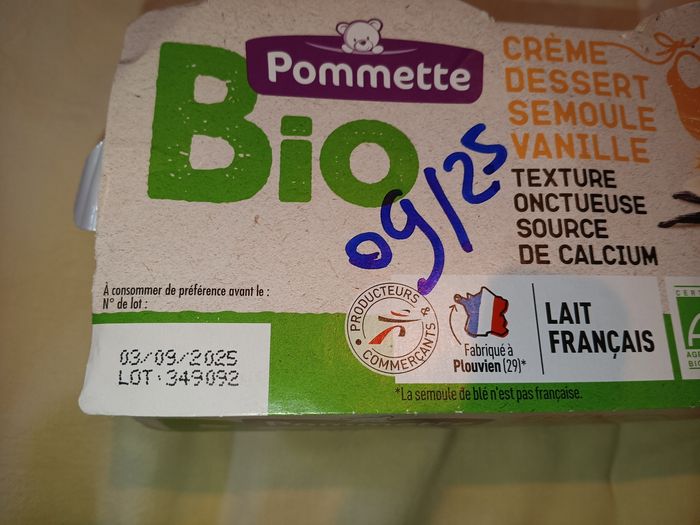 Pommette
Bio
CRÈME
DESSERT
SEMOULE
VANILLE
TEXTURE
ONCTUEUSE
SOURCE
DE CALCIUM
09/25
À consommer de préférence avant le :
N° de lot :
03/09/2025
LOT:349092
PRODUCTEURS &
COMMERÇANTS
Fabriqué à
Plouvien (29)*
LAIT
FRANÇAIS
*La semoule de blé n'est pas française.